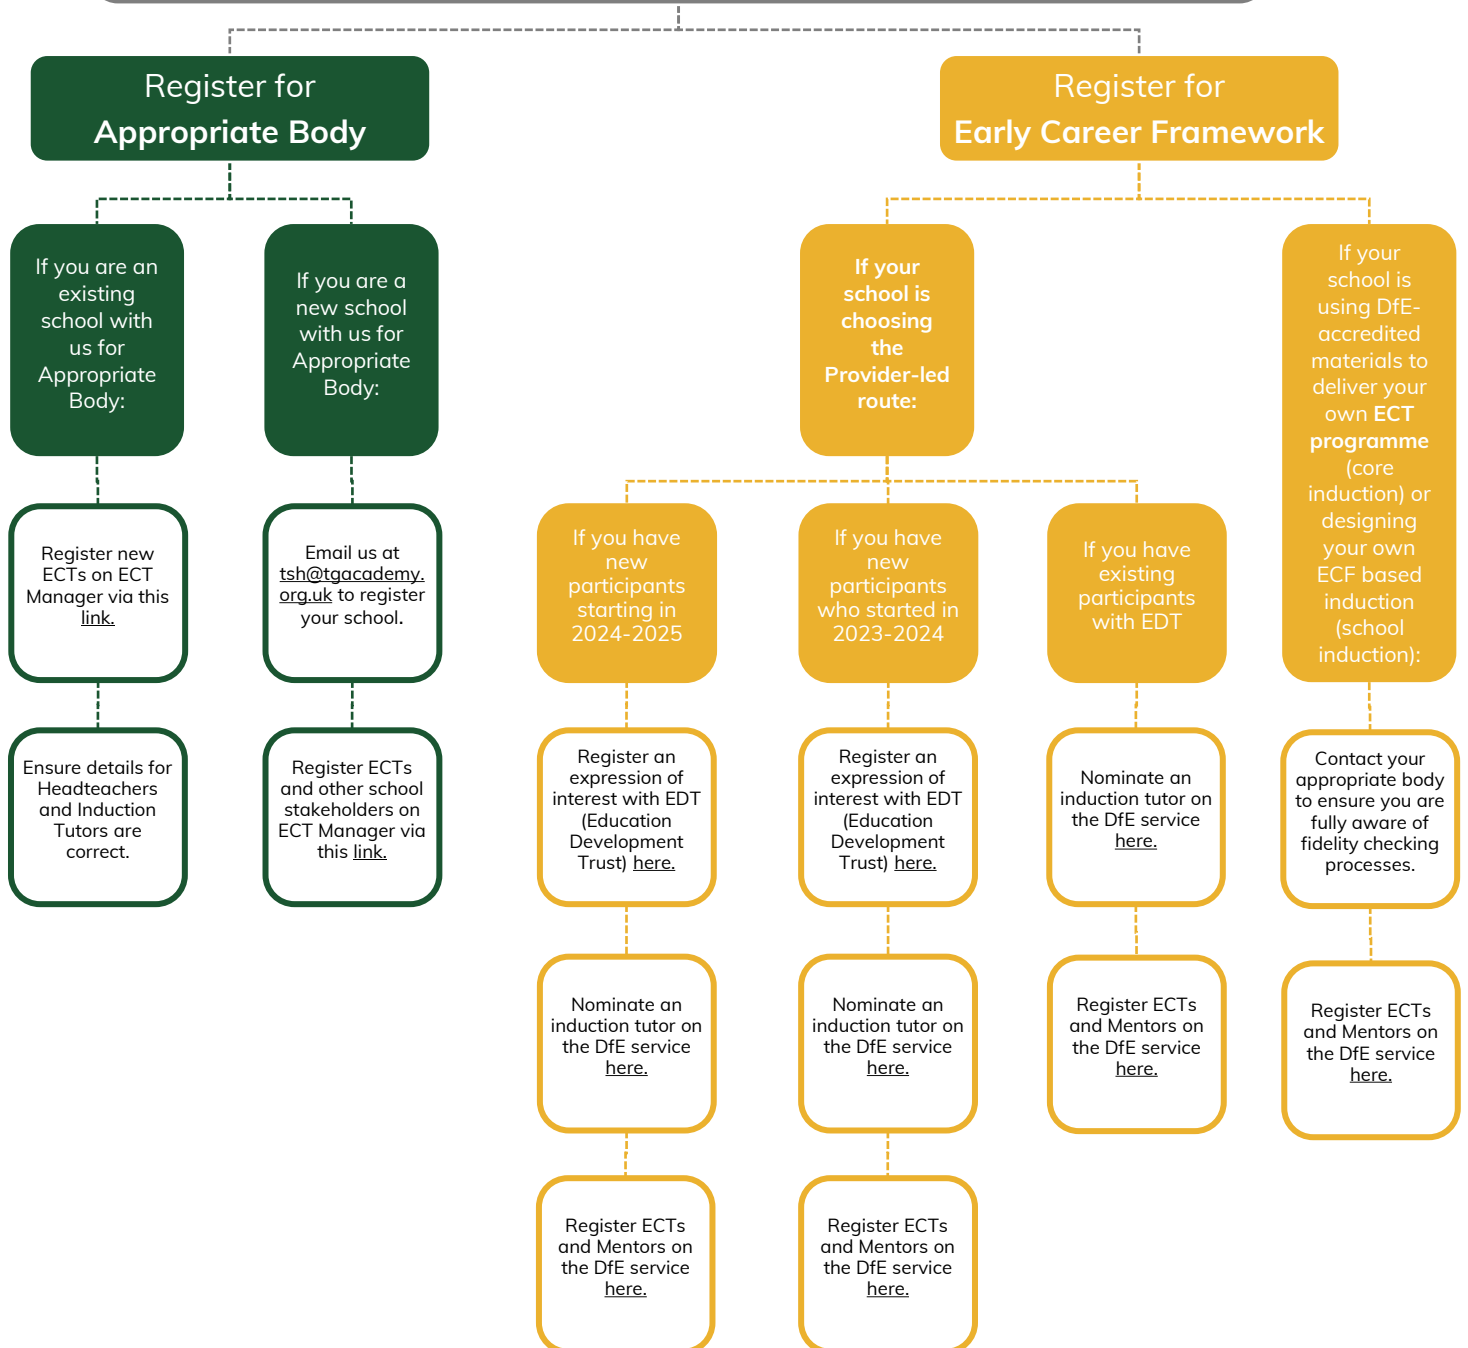 Register for
Appropriate Body
Register for
Early Career Framework
If you are an
existing
school with
us for
Appropriate
Body:
If you are a
new school
with us for
Appropriate
Body:
If your
school is
choosing
the
Provider-led
route:
If your
school is
using DfE-
accredited
materials to
deliver your
own ECT
programme
(core
induction) or
designing
your own
ECF based
induction
(school
induction):
Register new
ECTs on ECT
Manager via this
link.
Email us at
tsh@tgacademy.
org.uk to register
your school.
If you have
new
participants
starting in
2024-2025
If you have
new
participants
who started in
2023-2024
If you have
existing
participants
with EDT
Ensure details for
Headteachers
and Induction
Tutors are
correct.
Register ECTs
and other school
stakeholders on
ECT Manager via
this link.
Register an
expression of
interest with EDT
(Education
Development
Trust) here.
Register an
expression of
interest with EDT
(Education
Development
Trust) here.
Nominate an
induction tutor on
the DfE service
here.
Contact your
appropriate body
to ensure you are
fully aware of
fidelity checking
processes.
Nominate an
induction tutor on
the DfE service
here.
Nominate an
induction tutor on
the DfE service
here.
Register ECTs
and Mentors on
the DfE service
here.
Register ECTs
and Mentors on
the DfE service
here.
Register ECTs
and Mentors on
the DfE service
here.
Register ECTs
and Mentors on
the DfE service
here.